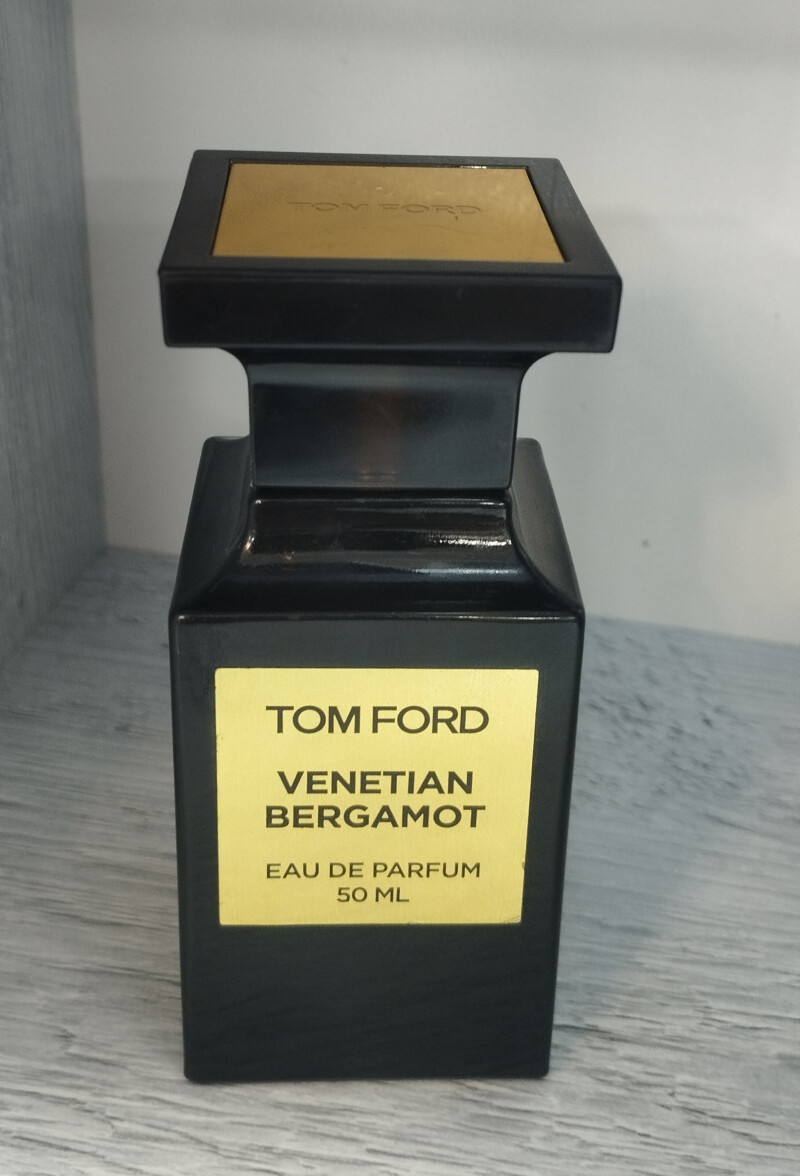 TOM FORD
TOM FORD
VENETIAN
BERGAMOT
EAU DE PARFUM
50 ML